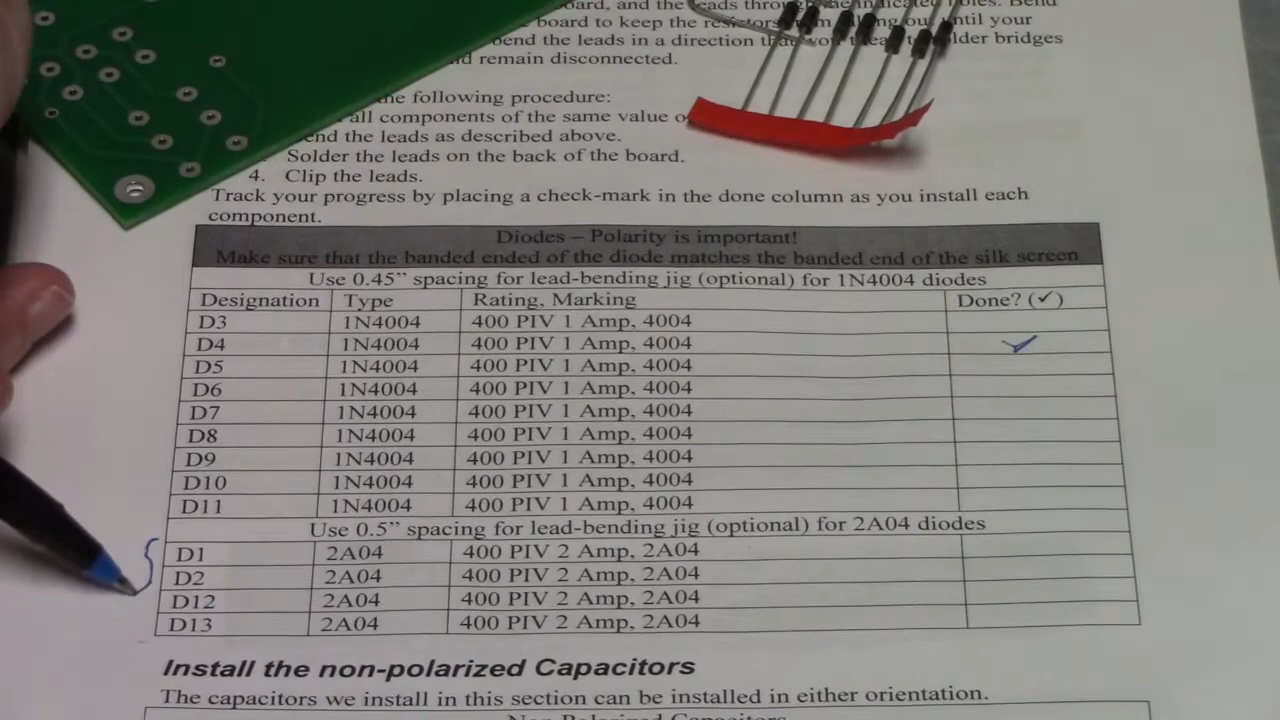 board, and the leads through the indicated holes. Bend
board to keep the resistors from out until your
bend the leads in a direction that solder bridges
remain disconnected.
the following procedure:
all components of the same value
end the leads as described above.
Solder the leads on the back of the board.
4. Clip the leads.
Track your progress by placing a check-mark in the done column as you install each
component.
Diodes – Polarity is important!
Make sure that the banded ended of the diode matches the banded end of the silk screen
Use 0.45” spacing for lead-bending jig (optional) for 1N4004 diodes
Designation Type Rating, Marking Done? (✓)
D3 1N4004 400 PIV 1 Amp, 4004
D4 1N4004 400 PIV 1 Amp, 4004 ✓
D5 1N4004 400 PIV 1 Amp, 4004
D6 1N4004 400 PIV 1 Amp, 4004
D7 1N4004 400 PIV 1 Amp, 4004
D8 1N4004 400 PIV 1 Amp, 4004
D9 1N4004 400 PIV 1 Amp, 4004
D10 1N4004 400 PIV 1 Amp, 4004
D11 1N4004 400 PIV 1 Amp, 4004
Use 0.5” spacing for lead-bending jig (optional) for 2A04 diodes
D1 2A04 400 PIV 2 Amp, 2A04
D2 2A04 400 PIV 2 Amp, 2A04
D12 2A04 400 PIV 2 Amp, 2A04
D13 2A04 400 PIV 2 Amp, 2A04
Install the non-polarized Capacitors
The capacitors we install in this section can be installed in either orientation.
Non-Polarized Capacitors